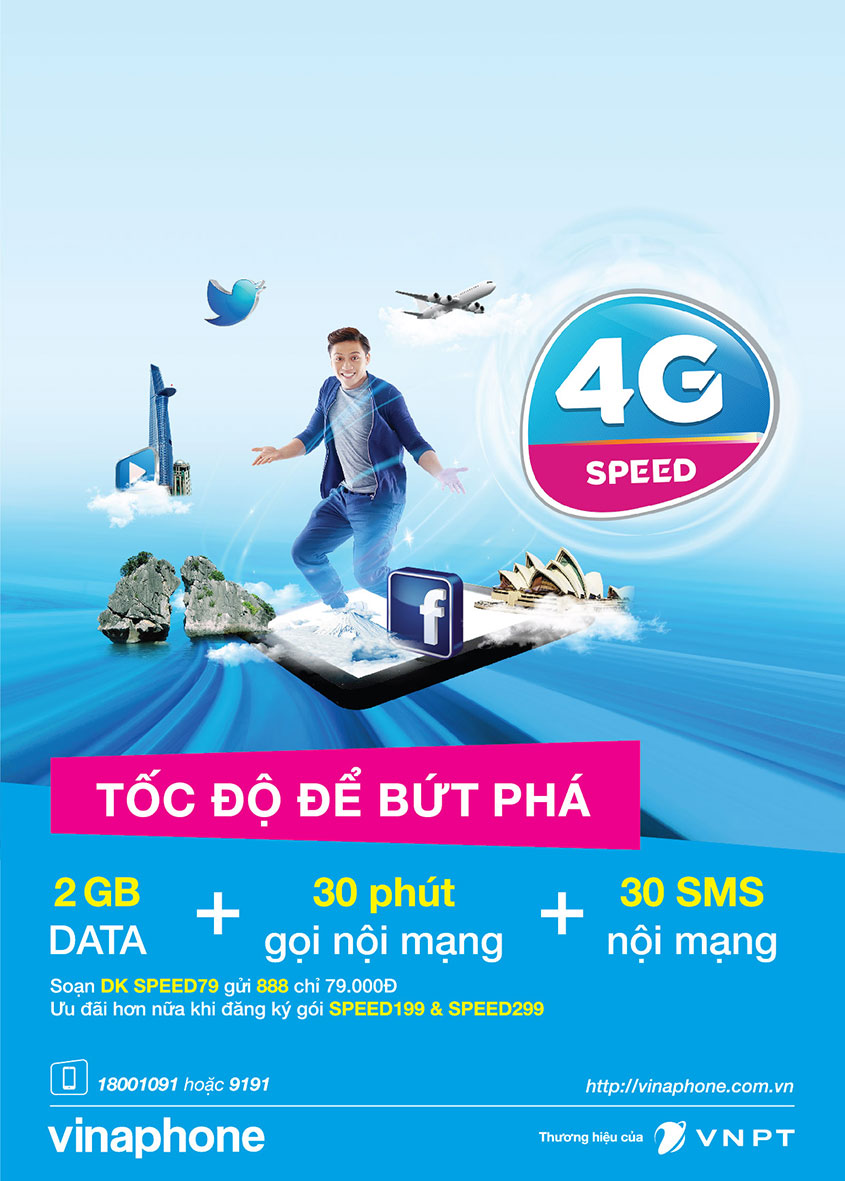 4G
SPEED
f
TỐC ĐỘ ĐỂ BỨT PHÁ
2 GB + 30 phút + 30 SMS
DATA gọi nội mạng nội mạng
Soạn DK SPEED79 gửi 888 chỉ 79.000Đ
Ưu đãi hơn nữa khi đăng ký gói SPEED199 & SPEED299
18001091 hoặc 9191
http://vinaphone.com.vn
vinaphone
Thương hiệu của VNPT